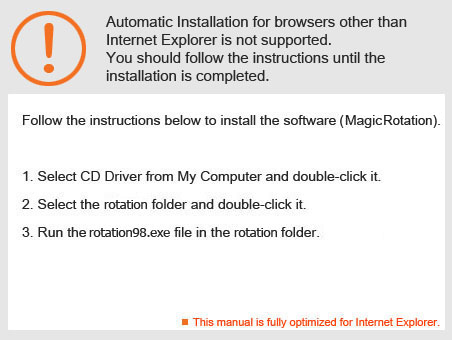 Automatic Installation for browsers other than
Internet Explorer is not supported.
You should follow the instructions until the
installation is completed.
Follow the instructions below to install the software (MagicRotation).
1. Select CD Driver from My Computer and double-click it.
2. Select the rotation folder and double-click it.
3. Run the rotation98.exe file in the rotation folder.
This manual is fully optimized for Internet Explorer.